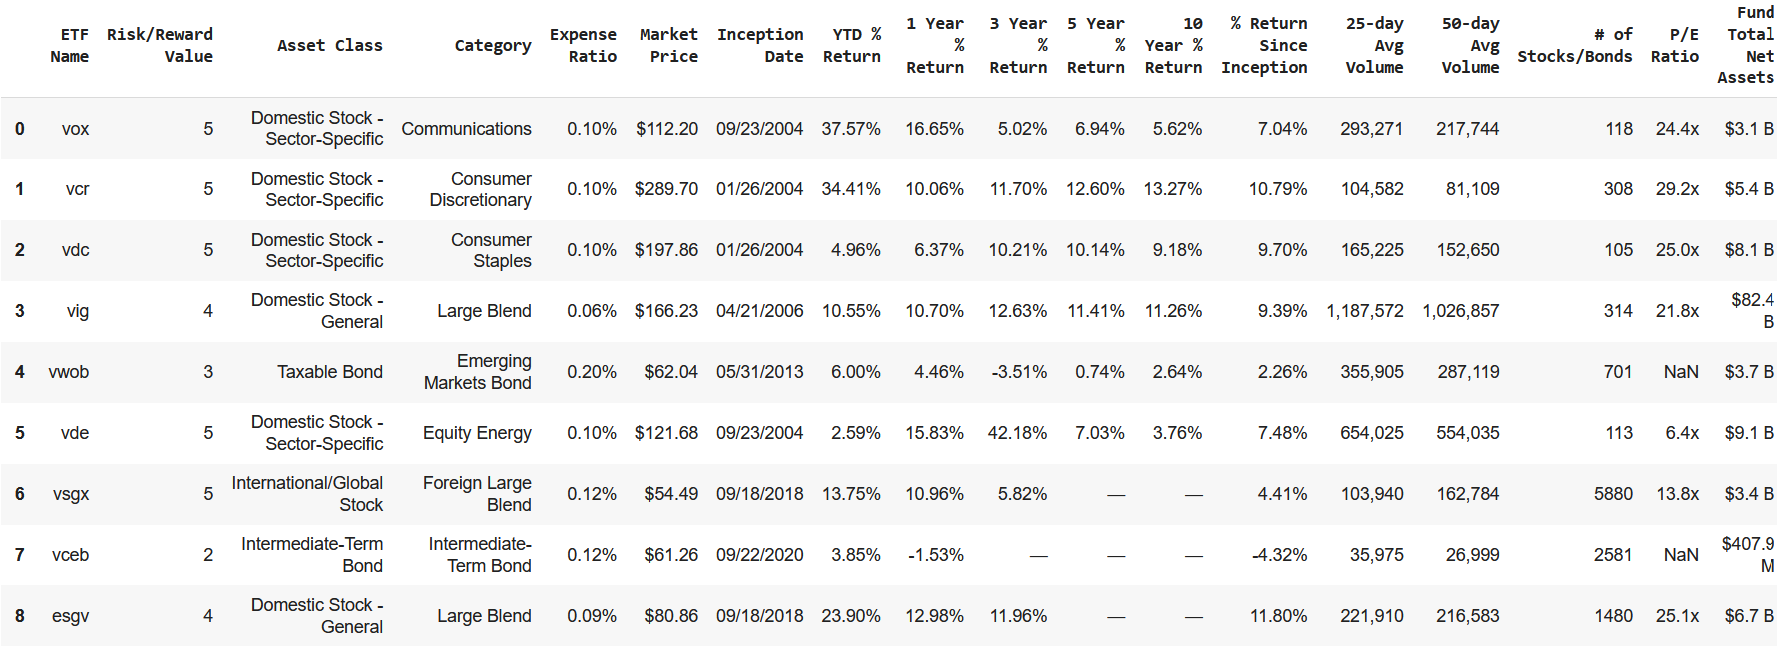 ETF Name Risk/Reward Value Asset Class Category Expense Ratio Market Price Inception Date YTD % Return 1 Year % Return 3 Year % Return 5 Year % Return 10 Year % Return % Return Since Inception 25-day Avg Volume 50-day Avg Volume # of Stocks/Bonds P/E Ratio Fund Total Net Assets
0 vox 5 Domestic Stock - Sector-Specific Communications 0.10% $112.20 09/23/2004 37.57% 16.65% 5.02% 6.94% 5.62% 7.04% 293,271 217,744 118 24.4x $3.1 B
1 vcr 5 Domestic Stock - Sector-Specific Consumer Discretionary 0.10% $289.70 01/26/2004 34.41% 10.06% 11.70% 12.60% 13.27% 10.79% 104,582 81,109 308 29.2x $5.4 B
2 vdc 5 Domestic Stock - Sector-Specific Consumer Staples 0.10% $197.86 01/26/2004 4.96% 6.37% 10.21% 10.14% 9.18% 9.70% 165,225 152,650 105 25.0x $8.1 B
3 vig 4 Domestic Stock - General Large Blend 0.06% $166.23 04/21/2006 10.55% 10.70% 12.63% 11.41% 11.26% 9.39% 1,187,572 1,026,857 314 21.8x $82.4 B
4 vwob 3 Taxable Bond Emerging Markets Bond 0.20% $62.04 05/31/2013 6.00% 4.46% -3.51% 0.74% 2.64% 2.26% 355,905 287,119 701 NaN $3.7 B
5 vde 5 Domestic Stock - Sector-Specific Equity Energy 0.10% $121.68 09/23/2004 2.59% 15.83% 42.18% 7.03% 3.76% 7.48% 654,025 554,035 113 6.4x $9.1 B
6 vsgx 5 International/Global Stock Foreign Large Blend 0.12% $54.49 09/18/2018 13.75% 10.96% 5.82% — — 4.41% 103,940 162,784 5880 13.8x $3.4 B
7 vceb 2 Intermediate-Term Bond Intermediate-Term Bond 0.12% $61.26 09/22/2020 3.85% -1.53% — — — -4.32% 35,975 26,999 2581 NaN $407.9 M
8 esgv 4 Domestic Stock - General Large Blend 0.09% $80.86 09/18/2018 23.90% 12.98% 11.96% — — 11.80% 221,910 216,583 1480 25.1x $6.7 B